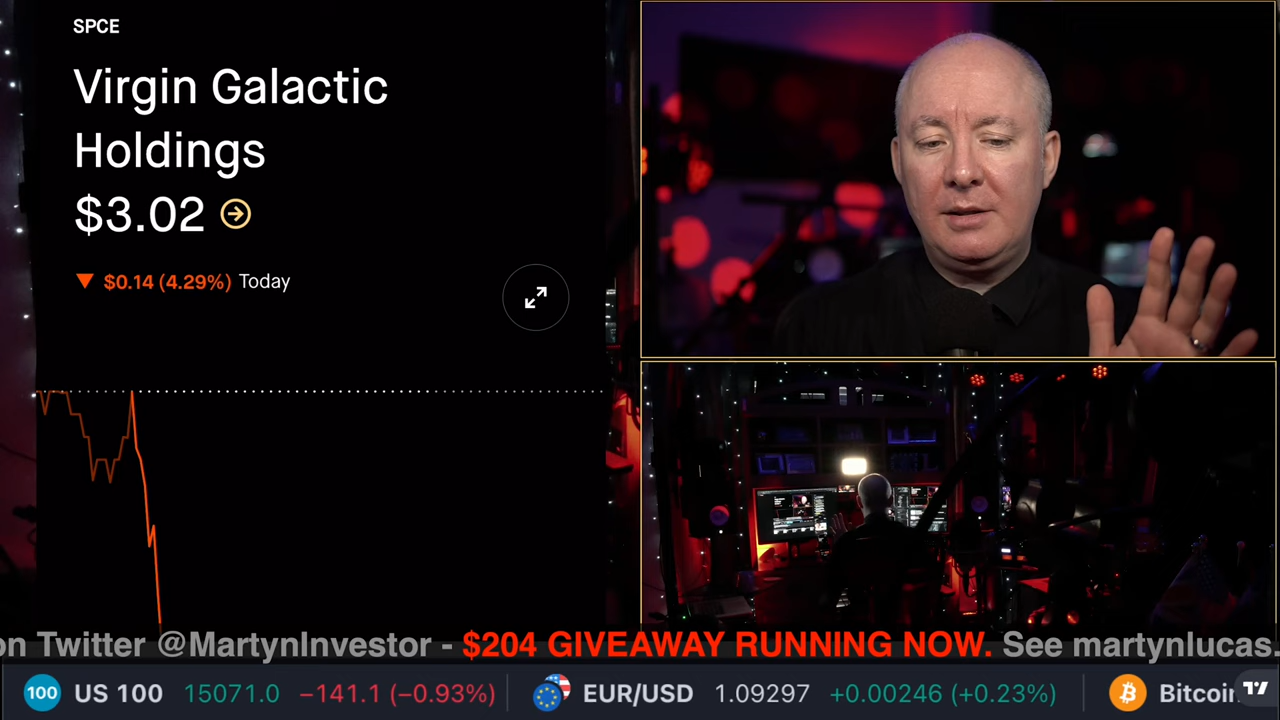 SPCE
Virgin Galactic
Holdings
$3.02
▼ $0.14 (4.29%) Today
on Twitter @MartynInvestor - $204 GIVEAWAY RUNNING NOW. See martynlucas.
100 US 100 15071.0 −141.1 (−0.93%) EUR/USD 1.09297 +0.00246 (+0.23%) Bitcoin